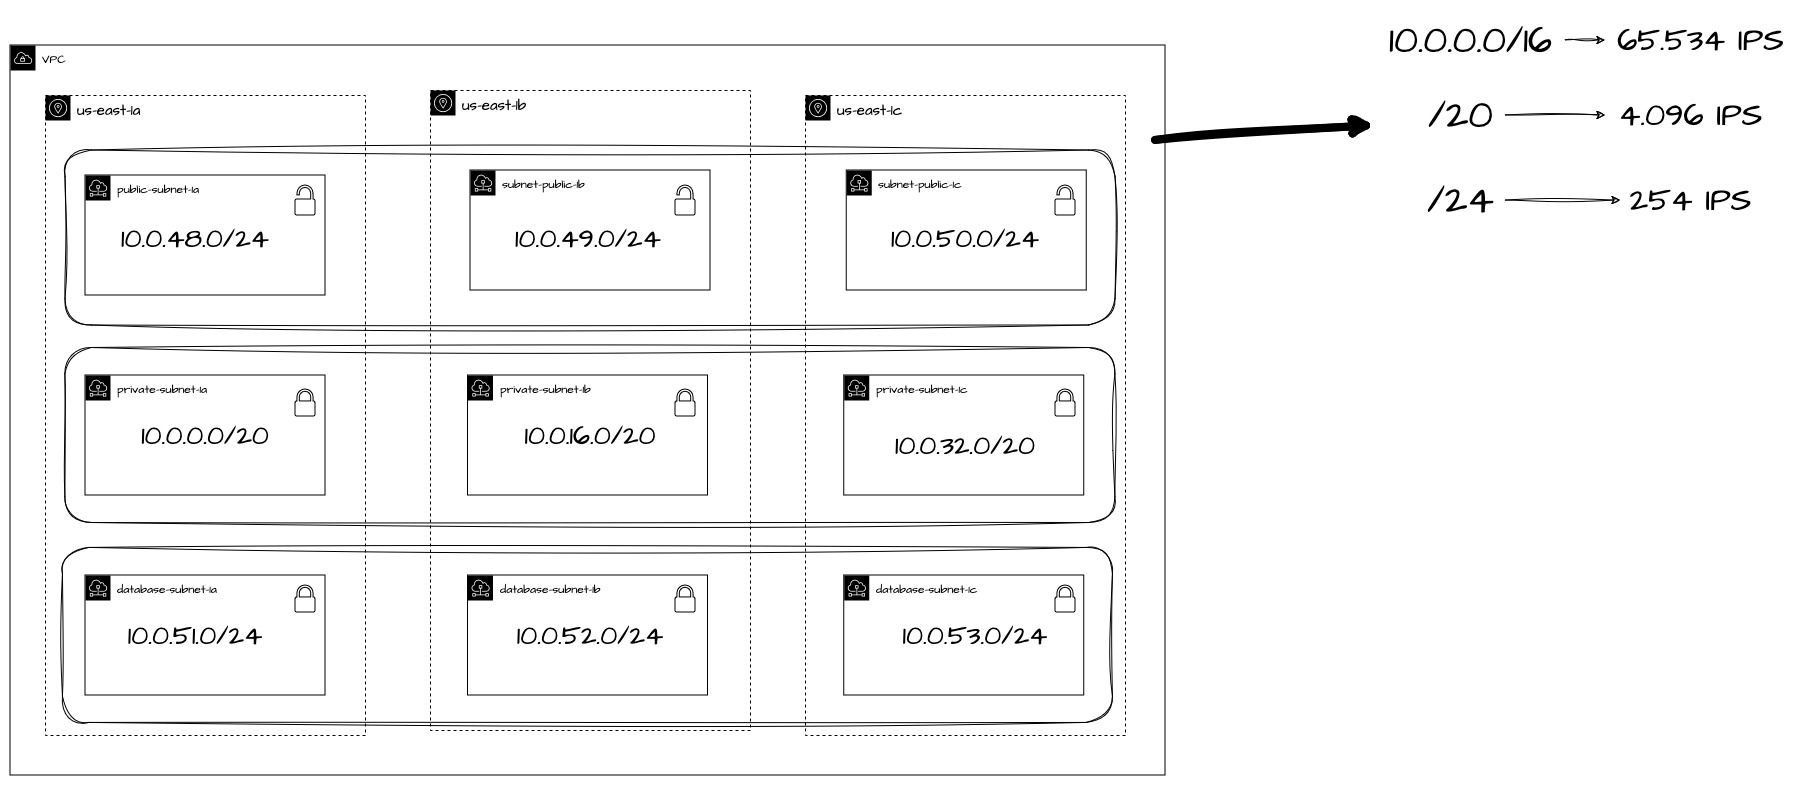 10.0.0.0/16 65.534 IPS
VPC
us-east-1a us-east-1b us-east-1c
/20 4.096 IPS
public-subnet-1a subnet-public-1b subnet-public-1c
/24 254 IPS
10.0.48.0/24 10.0.49.0/24 10.0.50.0/24
private-subnet-1a private-subnet-1b private-subnet-1c
10.0.0.0/20 10.0.16.0/20 10.0.32.0/20
database-subnet-1a database-subnet-1b database-subnet-1c
10.0.51.0/24 10.0.52.0/24 10.0.53.0/24